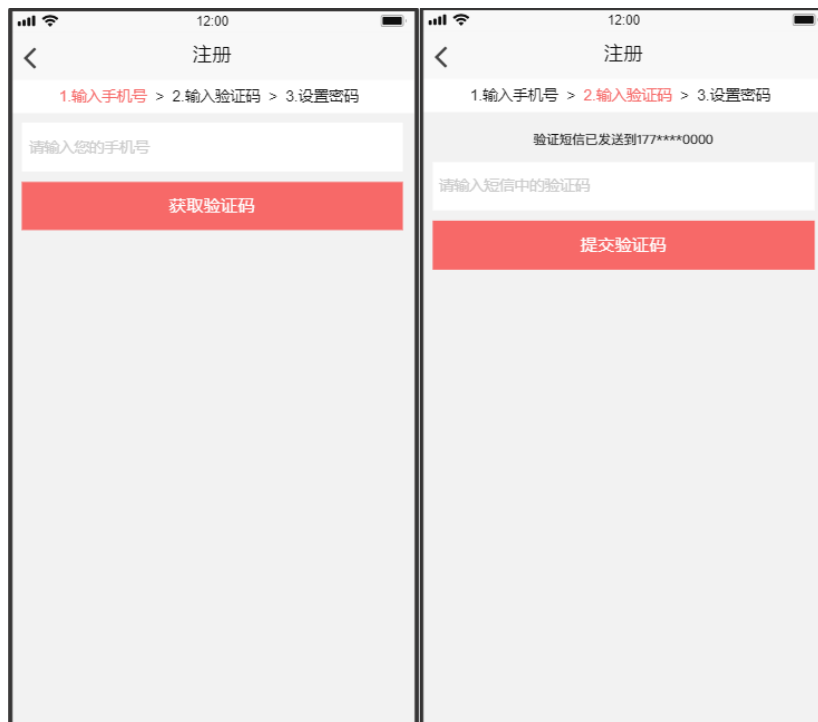 12:00
注册
1.输入手机号 > 2.输入验证码 > 3.设置密码
请输入您的手机号
获取验证码
12:00
注册
1.输入手机号 > 2.输入验证码 > 3.设置密码
验证短信已发送到177****0000
请输入短信中的验证码
提交验证码